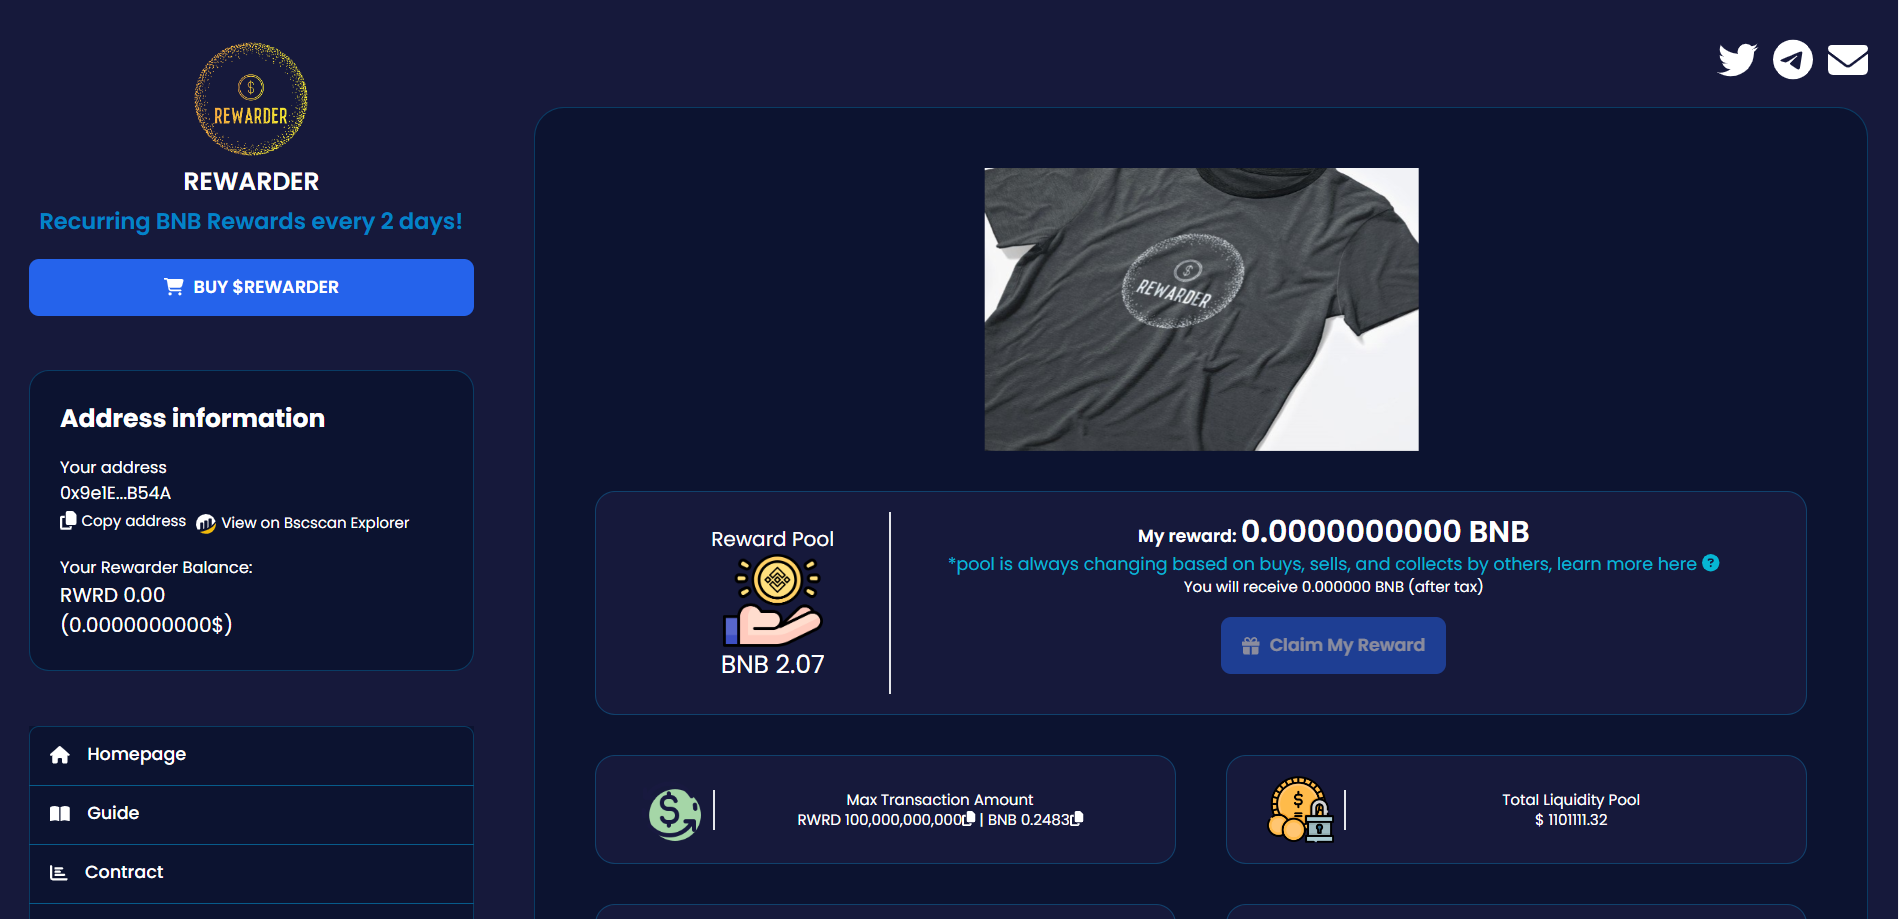 REWARDER
REWARDER
Recurring BNB Rewards every 2 days!
BUY $REWARDER
Address information
Your address
0x9e1E...B54A
Copy address View on Bscscan Explorer
Your Rewarder Balance:
RWRD 0.00
(0.0000000000$)
Homepage
Guide
Contract
$
REWARDER
Reward Pool
BNB 2.07
My reward: 0.0000000000 BNB
*pool is always changing based on buys, sells, and collects by others, learn more here ?
You will receive 0.000000 BNB (after tax)
Claim My Reward
Max Transaction Amount
RWRD 100,000,000,000 | BNB 0.2483
Total Liquidity Pool
$ 1101111.32